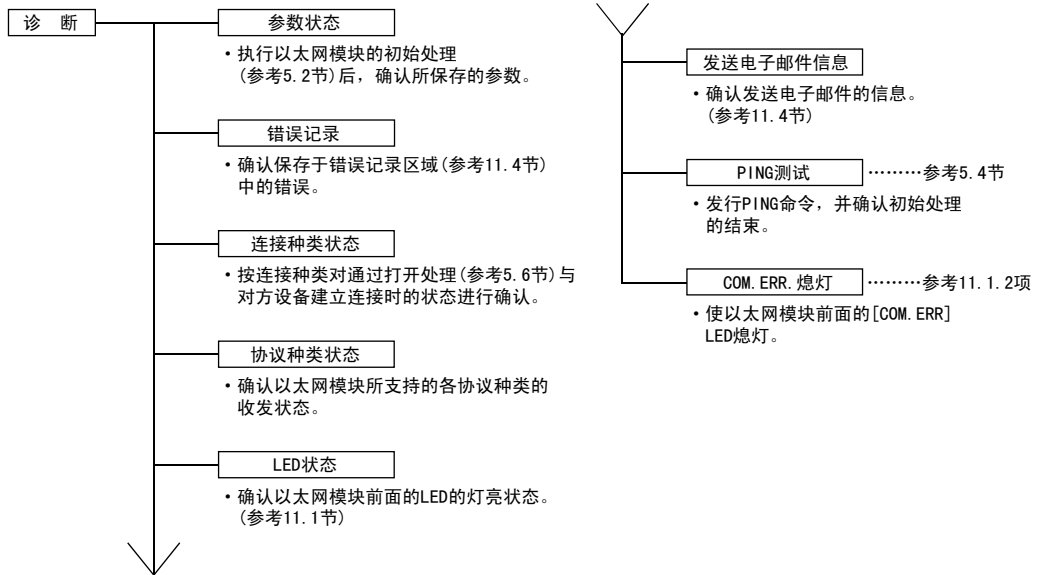 诊 断
参数状态
・执行以太网模块的初始处理
(参考5.2节)后，确认所保存的参数。
错误记录
・确认保存于错误记录区域(参考11.4节)
中的错误。
连接种类状态
・按连接种类对通过打开处理(参考5.6节)与
对方设备建立连接时的状态进行确认。
协议种类状态
・确认以太网模块所支持的各协议种类的
收发状态。
LED状态
・确认以太网模块前面的LED的灯亮状态。
(参考11.1节)
发送电子邮件信息
・确认发送电子邮件的信息。
(参考11.4节)
PING测试 ………参考5.4节
・发行PING命令，并确认初始处理
的结束。
COM.ERR.熄灯 ………参考11.1.2项
・使以太网模块前面的[COM.ERR]
LED熄灯。